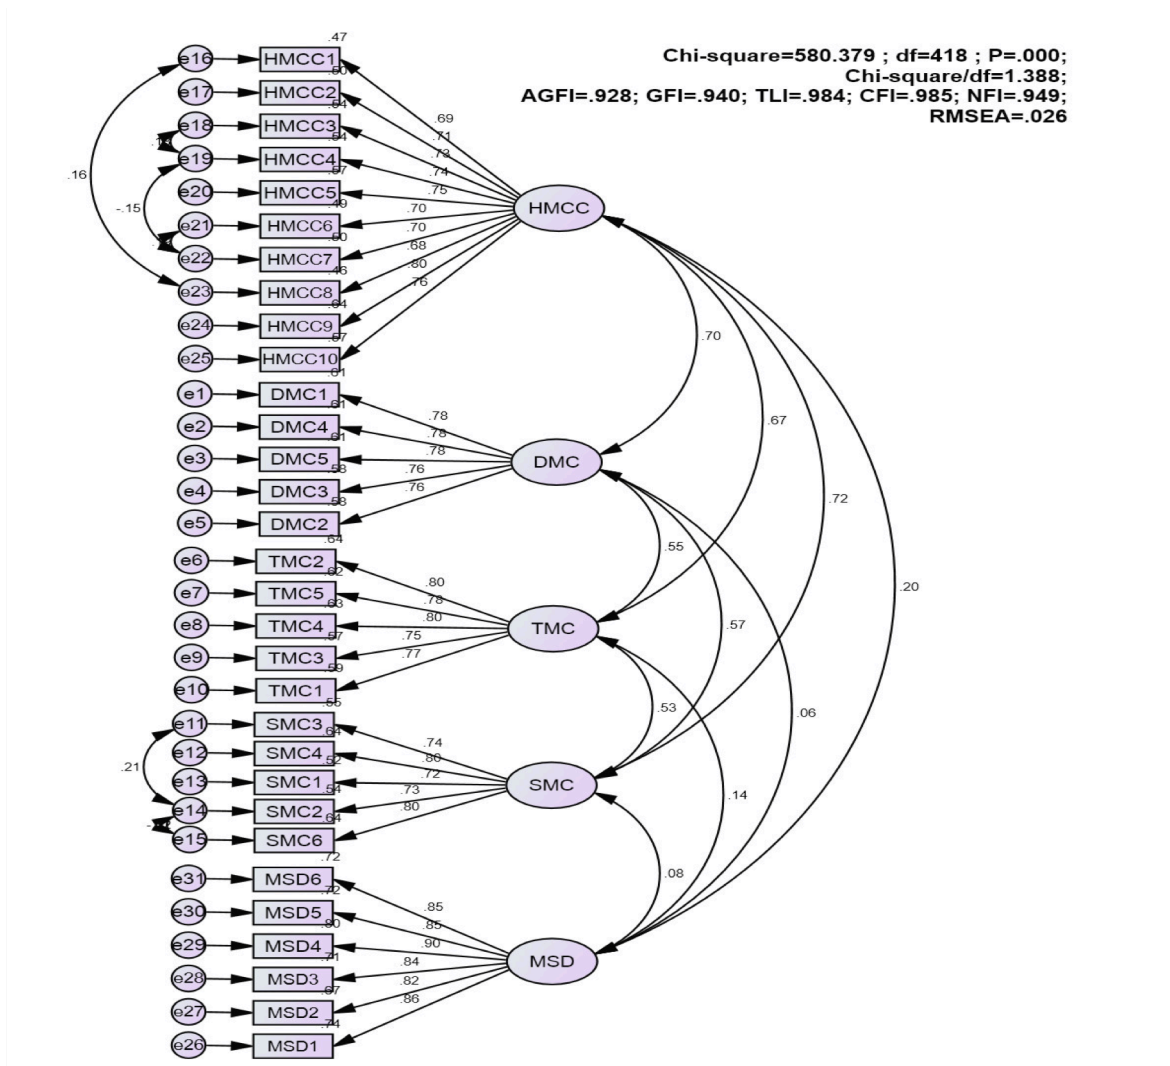 Chi-square=580.379 ; df=418 ; P=.000;
Chi-square/df=1.388;
AGFI=.928; GFI=.940; TLI=.984; CFI=.985; NFI=.949;
RMSEA=.026
.47
e16 HMCC1
.50
e17 HMCC2
.54
e18 HMCC3
.54
e19 HMCC4
.57
e20 HMCC5
.49
e21 HMCC6
.50
e22 HMCC7
.46
e23 HMCC8
.64
e24 HMCC9
.57
e25 HMCC10
.16
-.15
.69
.71
.73
.74
.75
.70
.70
.68
.80
.76
HMCC
.61
e1 DMC1
.61
e2 DMC4
.61
e3 DMC5
.58
e4 DMC3
.58
e5 DMC2
.78
.78
.78
.76
.76
DMC
.64
e6 TMC2
.62
e7 TMC5
.63
e8 TMC4
.57
e9 TMC3
.59
e10 TMC1
.80
.78
.80
.75
.77
TMC
.55
e11 SMC3
.64
e12 SMC4
.52
e13 SMC1
.54
e14 SMC2
.64
e15 SMC6
.21
.74
.80
.72
.73
.80
SMC
.72
e31 MSD6
.72
e30 MSD5
.80
e29 MSD4
.71
e28 MSD3
.67
e27 MSD2
.74
e26 MSD1
.85
.85
.90
.84
.82
.86
MSD
.70
.67
.72
.20
.55
.57
.06
.53
.14
.08